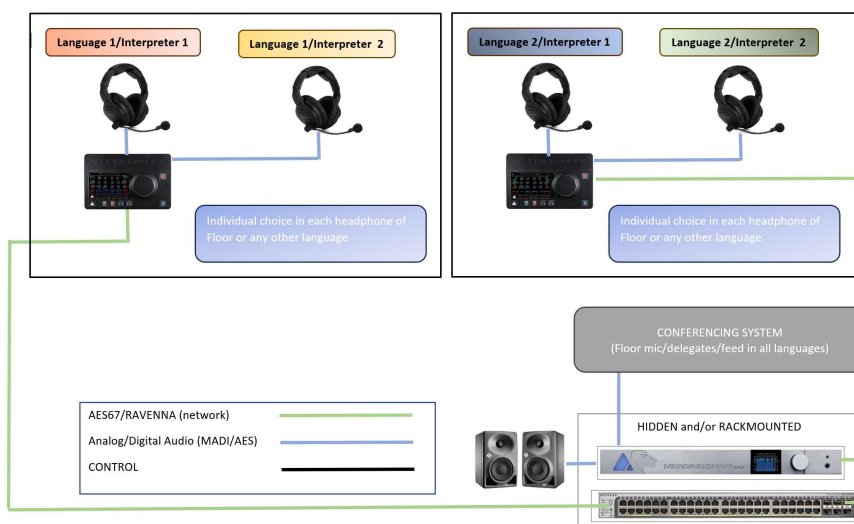 Language 1/Interpreter 1
Language 1/Interpreter 2
Language 2/Interpreter 1
Language 2/Interpreter 2
Individual choice in each headphone of
Floor or any other language
Individual choice in each headphone of
Floor or any other language
CONFERENCING SYSTEM
(Floor mic/delegates/feed in all languages)
AES67/RAVENNA (network)
Analog/Digital Audio (MADI/AES)
CONTROL
HIDDEN and/or RACKMOUNTED
MERGING+HAPI
NETGEAR